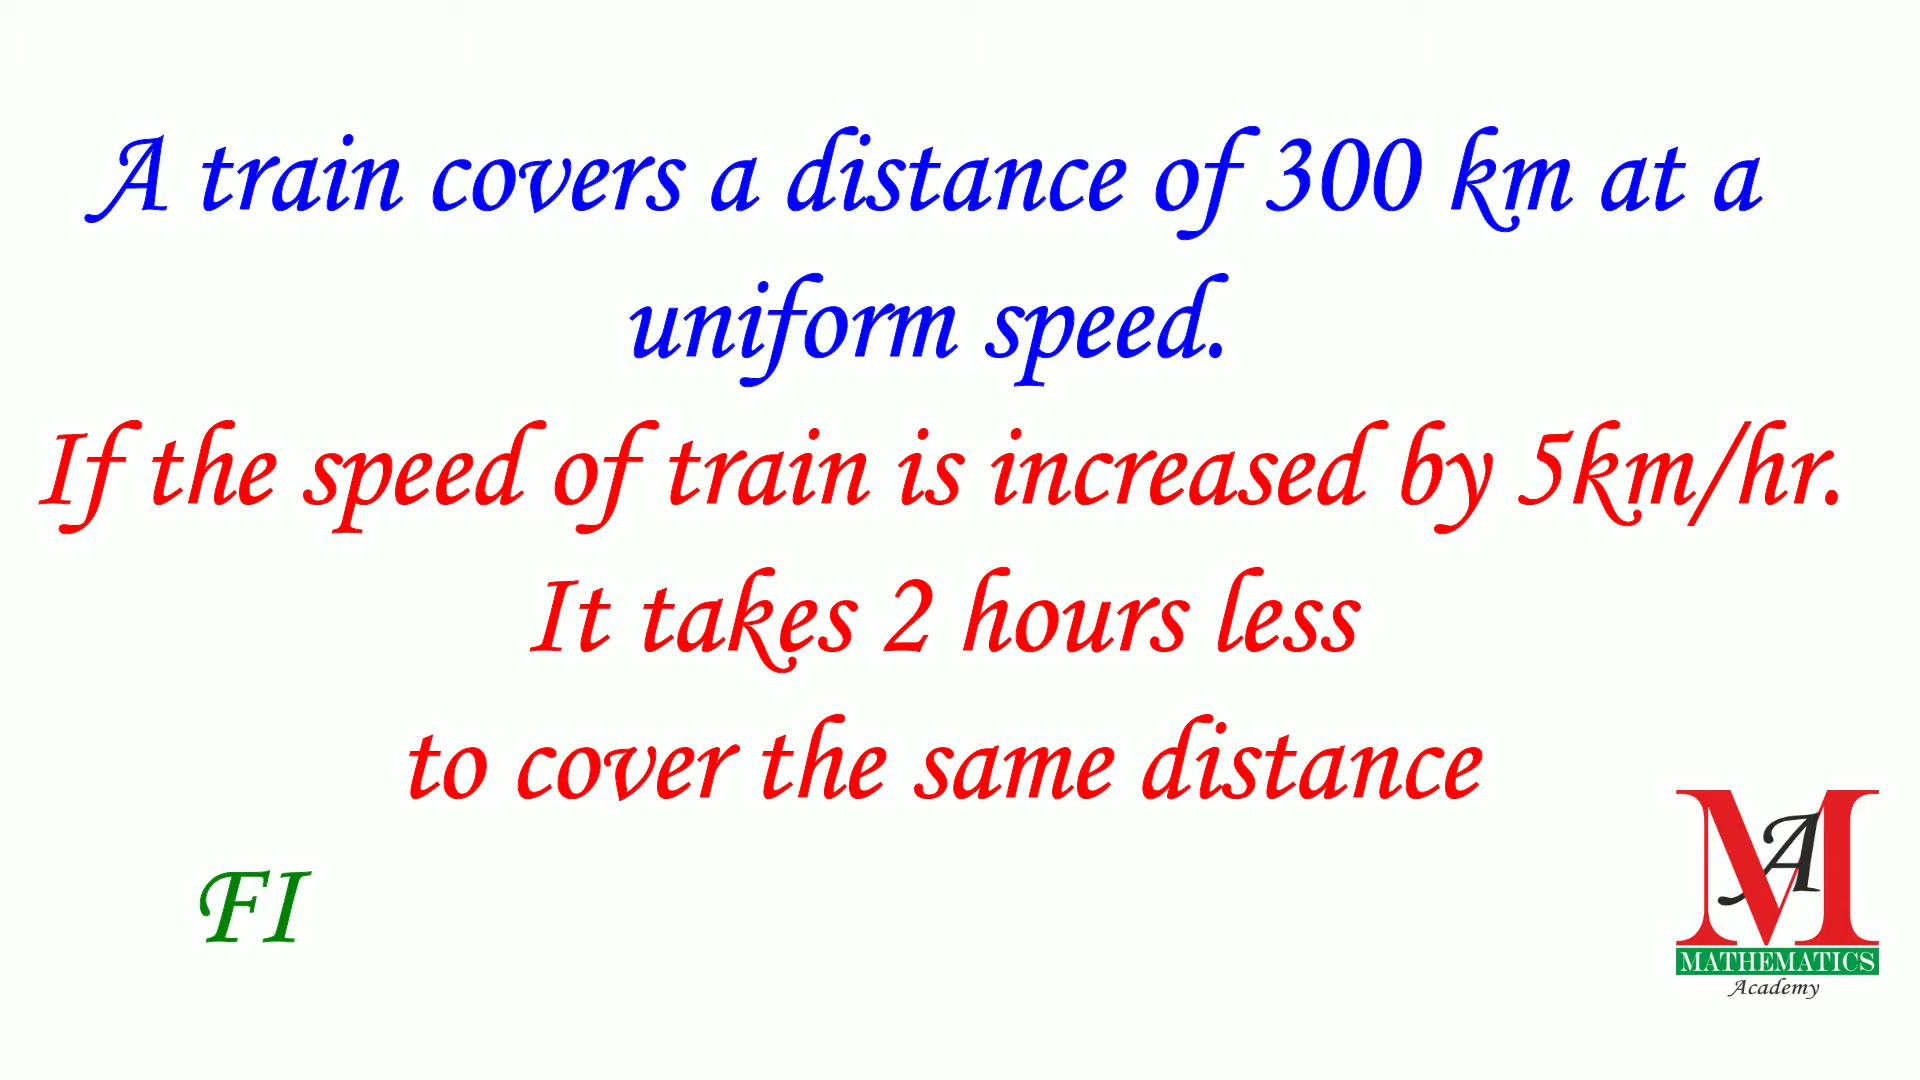 A train covers a distance of 300 km at a
uniform speed.
If the speed of train is increased by 5km/hr.
It takes 2 hours less
to cover the same distance
FI
MA
MATHEMATICS
Academy